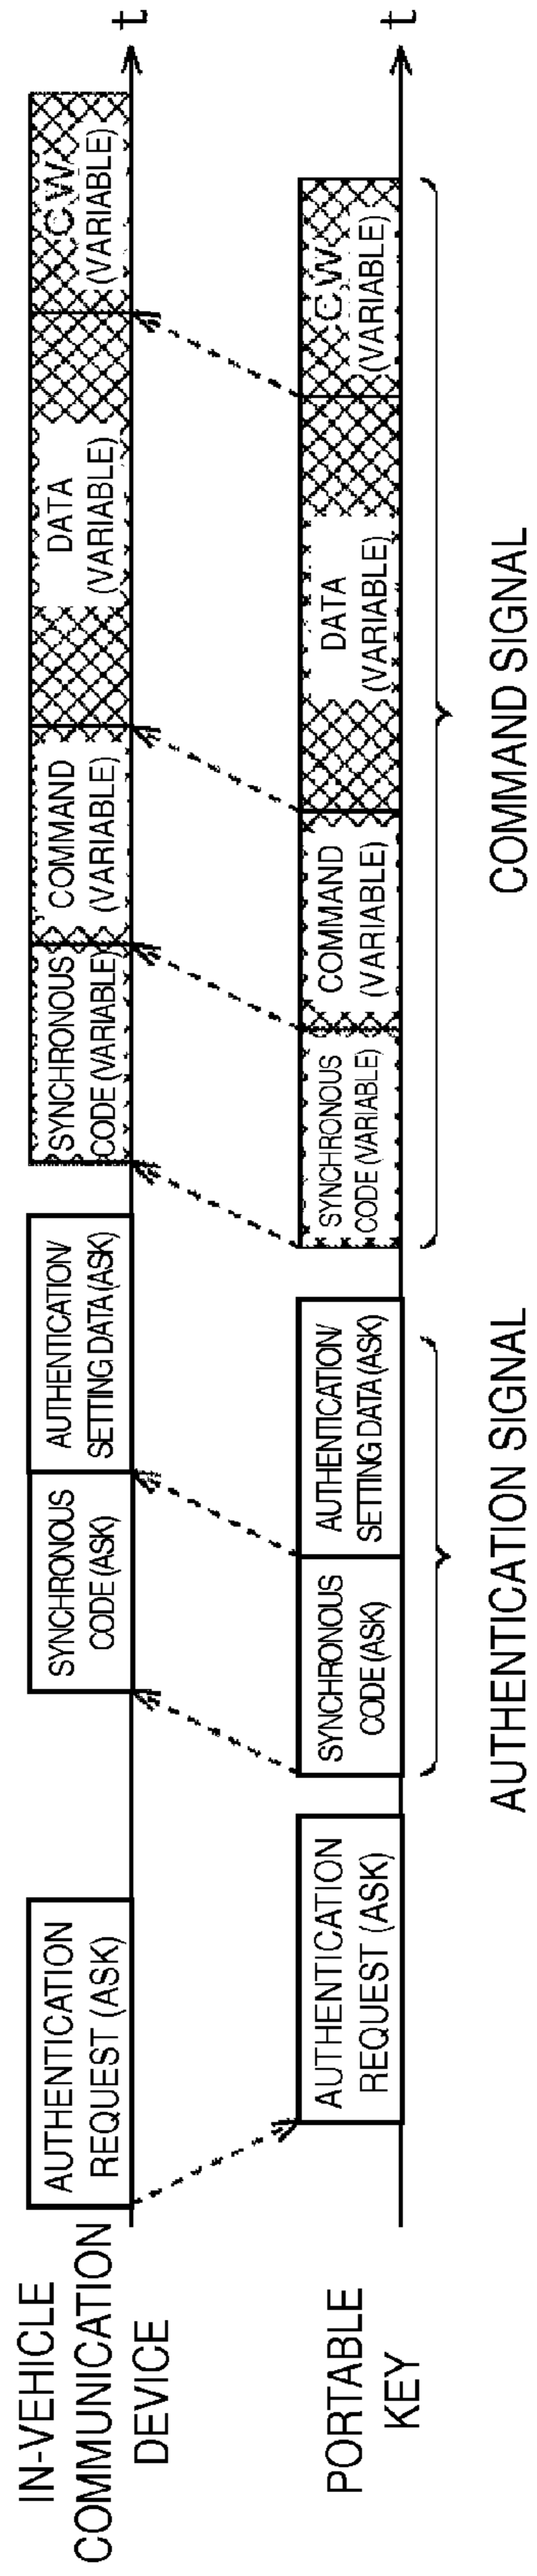 IN-VEHICLE
COMMUNICATION
DEVICE
AUTHENTICATION
REQUEST (ASK)
SYNCHRONOUS
CODE (ASK)
AUTHENTICATION/
SETTING DATA (ASK)
SYNCHRONOUS
CODE (VARIABLE)
COMMAND
(VARIABLE)
DATA
(VARIABLE)
CW
(VARIABLE)
t
PORTABLE
KEY
AUTHENTICATION
REQUEST (ASK)
SYNCHRONOUS
CODE (ASK)
AUTHENTICATION/
SETTING DATA (ASK)
SYNCHRONOUS
CODE (VARIABLE)
COMMAND
(VARIABLE)
DATA
(VARIABLE)
CW
(VARIABLE)
t
AUTHENTICATION SIGNAL
COMMAND SIGNAL